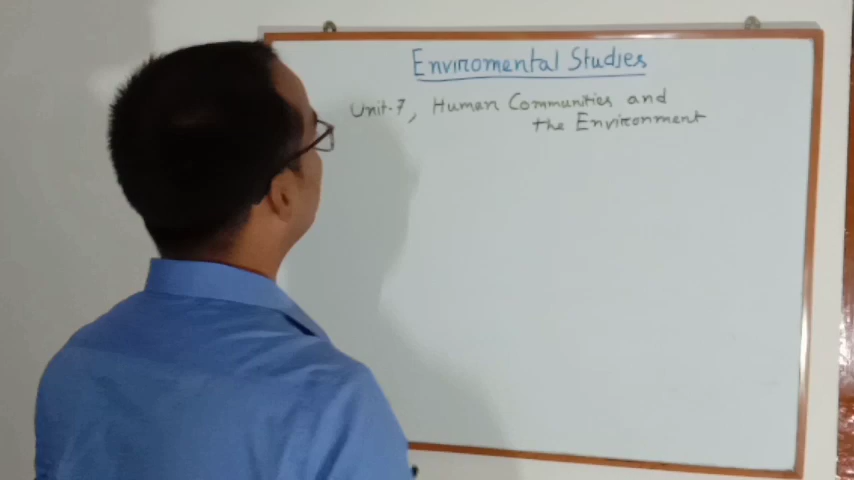 Enviromental Studies
Unit-7, Human Communities and
the Environment